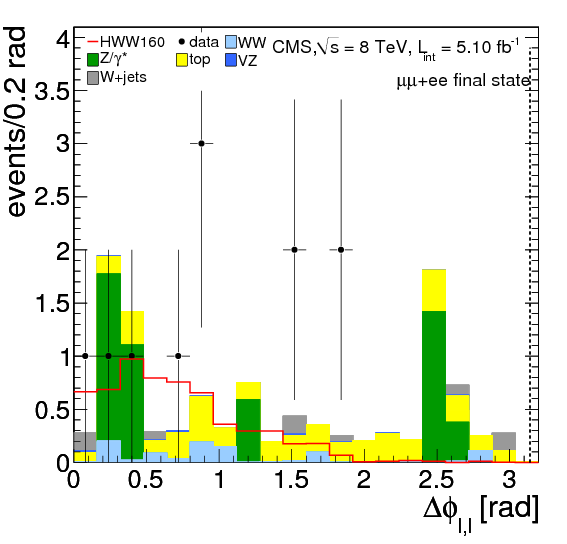 HWW160 data WW CMS,√s = 8 TeV, L_int = 5.10 fb⁻¹
Z/γ* top VZ
W+jets μμ+ee final state
events/0.2 rad
4
3.5
3
2.5
2
1.5
1
0.5
0
0 0.5 1 1.5 2 2.5 3
Δϕ_l,l [rad]